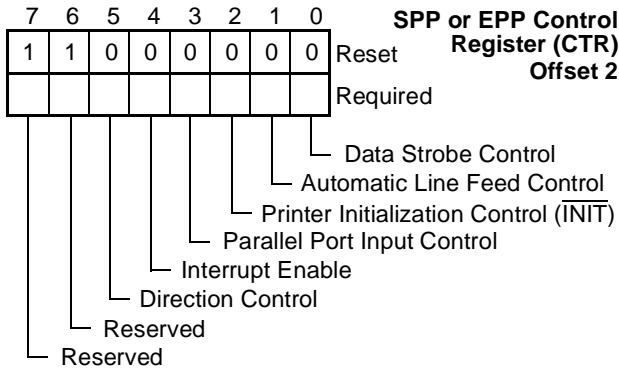 7 6 5 4 3 2 1 0
SPP or EPP Control
Register (CTR)
Offset 2
1 1 0 0 0 0 0 0 Reset
Required
Data Strobe Control
Automatic Line Feed Control
Printer Initialization Control (I̅N̅I̅T̅)
Parallel Port Input Control
Interrupt Enable
Direction Control
Reserved
Reserved